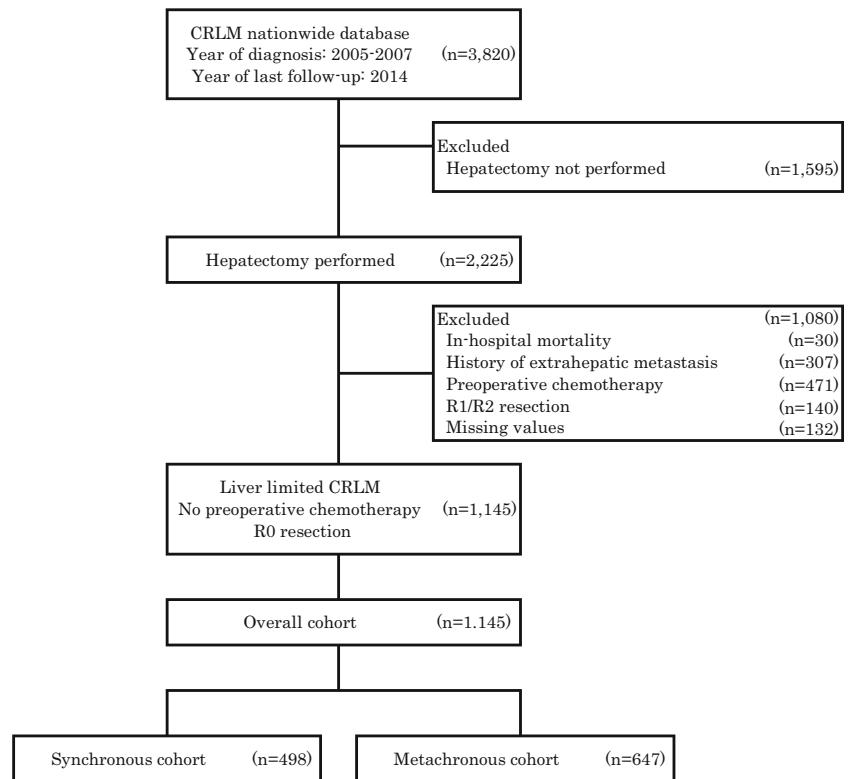 CRLM nationwide database
Year of diagnosis: 2005-2007 (n=3,820)
Year of last follow-up: 2014
Excluded
Hepatectomy not performed (n=1,595)
Hepatectomy performed (n=2,225)
Excluded (n=1,080)
In-hospital mortality (n=30)
History of extrahepatic metastasis (n=307)
Preoperative chemotherapy (n=471)
R1/R2 resection (n=140)
Missing values (n=132)
Liver limited CRLM
No preoperative chemotherapy (n=1,145)
R0 resection
Overall cohort (n=1.145)
Synchronous cohort (n=498)
Metachronous cohort (n=647)